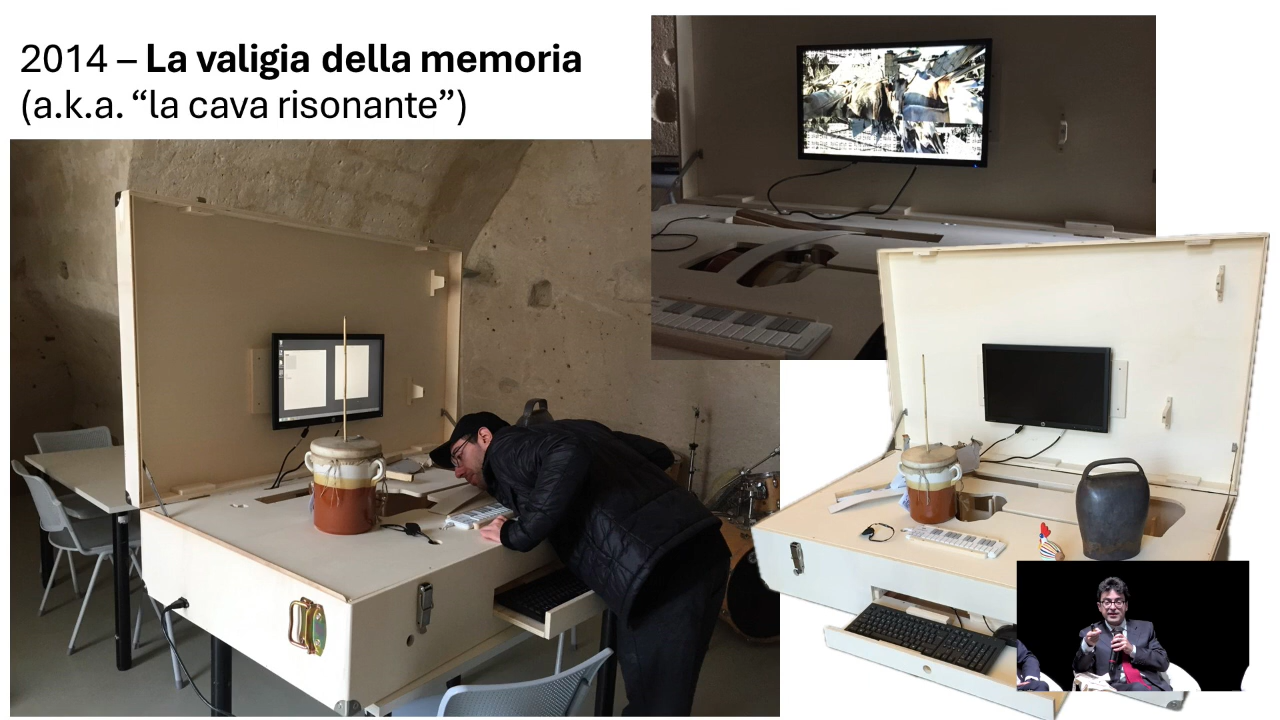 2014 – La valigia della memoria
(a.k.a. “la cava risonante”)